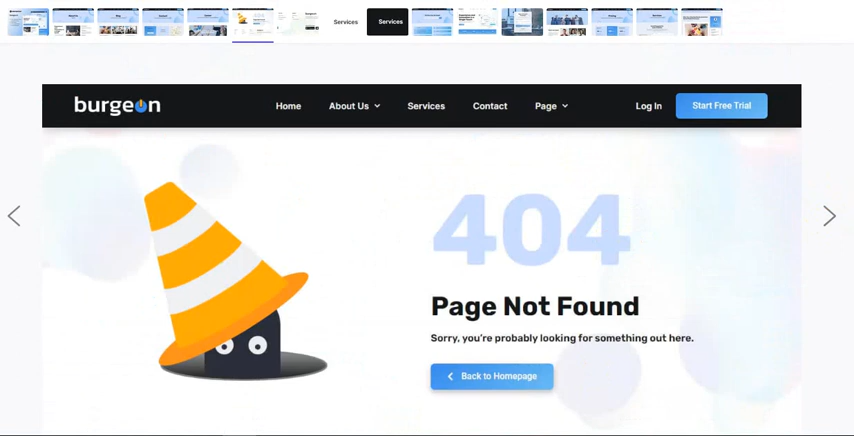 Services
Services
burgeon
Home About Us Services Contact Page Log In Start Free Trial
404
Page Not Found
Sorry, you're probably looking for something out here.
Back to Homepage